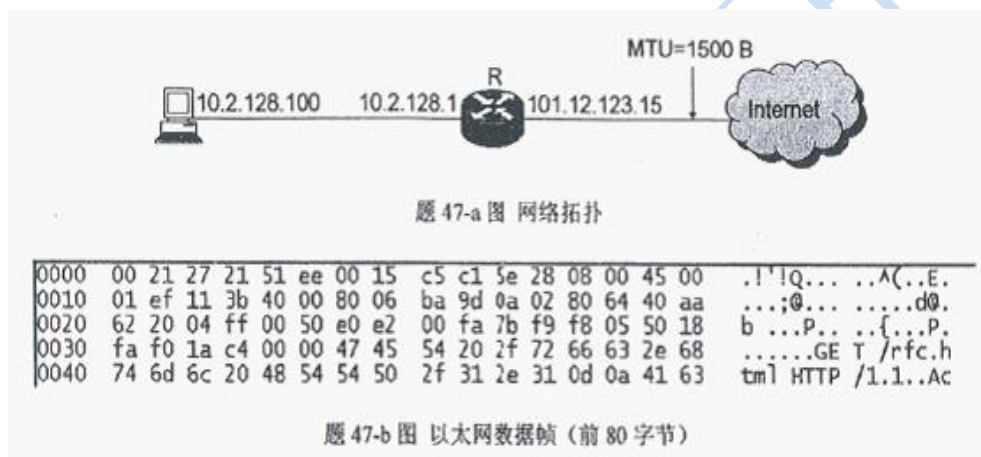 MTU=1500 B
R
10.2.128.100 10.2.128.1 101.12.123.15 Internet
题 47-a 图 网络拓扑
0000 00 21 27 21 51 ee 00 15 c5 c1 5e 28 08 00 45 00 .!'!Q... ..^(..E.
0010 01 ef 11 3b 40 00 80 06 ba 9d 0a 02 80 64 40 aa ...;@... .....d@.
0020 62 20 04 ff 00 50 e0 e2 00 fa 7b f9 f8 05 50 18 b ...P.. ..{...P.
0030 fa f0 1a c4 00 00 47 45 54 20 2f 72 66 63 2e 68 ......GE T /rfc.h
0040 74 6d 6c 20 48 54 54 50 2f 31 2e 31 0d 0a 41 63 tml HTTP /1.1..Ac
题 47-b 图 以太网数据帧（前 80 字节）